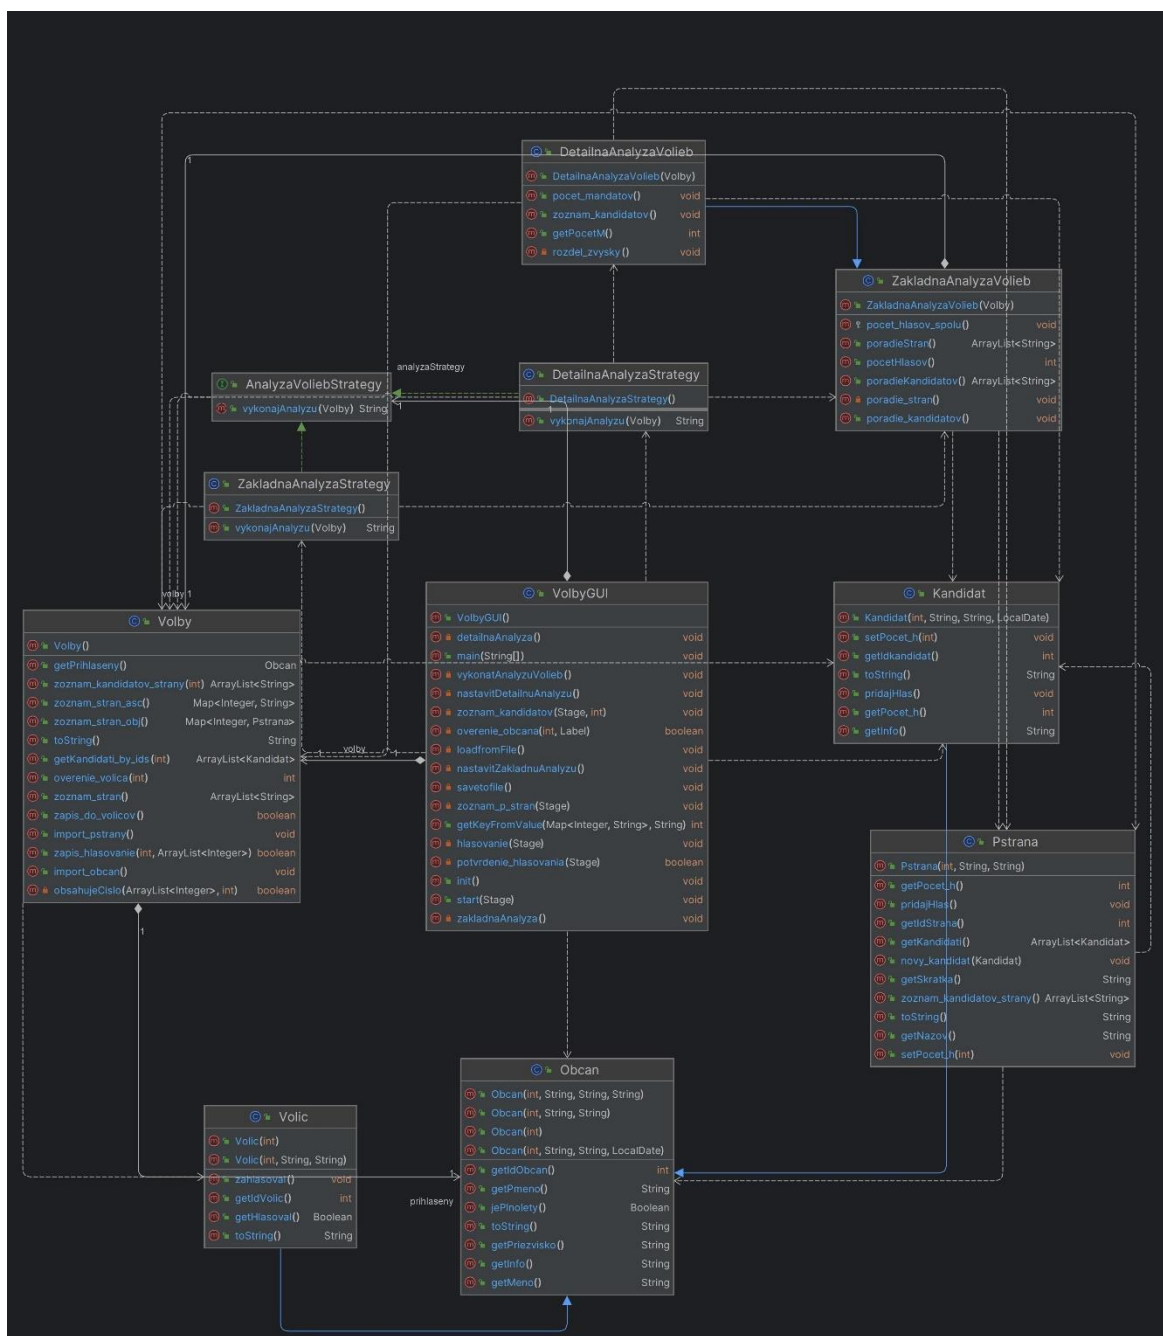 DetailnaAnalyzaVolieb
DetailnaAnalyzaVolieb(Volby)
pocet_mandatov() void
zoznam_kandidatov() void
getPocetM() int
rozdel_zvysky() void
1
ZakladnaAnalyzaVolieb
ZakladnaAnalyzaVolieb(Volby)
pocet_hlasov_spolu() void
poradieStran() ArrayList<String>
pocetHlasov() int
poradieKandidatov() ArrayList<String>
poradie_stran() void
poradie_kandidatov() void
analyzaStrategy
DetailnaAnalyzaStrategy
DetailnaAnalyzaStrategy()
vykonajAnalyzu(Volby) String
AnalyzaVoliebStrategy
vykonajAnalyzu(Volby) String
1
1
ZakladnaAnalyzaStrategy
ZakladnaAnalyzaStrategy()
vykonajAnalyzu(Volby) String
volby 1
Volby
Volby()
getPrihlaseny() Obcan
zoznam_kandidatov_strany(int) ArrayList<String>
zoznam_stran_asc() Map<Integer, String>
zoznam_stran_obj() Map<Integer, Pstrana>
toString() String
getKandidati_by_ids(int) ArrayList<Kandidat>
overenie_volica(int) int
zoznam_stran() ArrayList<String>
zapis_do_volicov() boolean
import_pstrany() void
zapis_hlasovanie(int, ArrayList<Integer>) boolean
import_obcan() void
obsahujeCislo(ArrayList<Integer>, int) boolean
1
1
volby
1
VolbyGUI
VolbyGUI()
detailnaAnalyza() void
main(String[]) void
vykonatAnalyzuVolieb() void
nastavitDetailnuAnalyzu() void
zoznam_kandidatov(Stage, int) void
overenie_obcana(int, Label) boolean
loadfromFile() void
nastavitZakladnuAnalyzu() void
savetofile() void
zoznam_p_stran(Stage) void
getKeyFromValue(Map<Integer, String>, String) int
hlasovanie(Stage) void
potvrdenie_hlasovania(Stage) boolean
init() void
start(Stage) void
zakladnaAnalyza() void
Kandidat
Kandidat(int, String, String, LocalDate)
setPocet_h(int) void
getIdkandidat() int
toString() String
pridajHlas() void
getPocet_h() int
getInfo() String
Pstrana
Pstrana(int, String, String)
getPocet_h() int
pridajHlas() void
getIdStrana() int
getKandidati() ArrayList<Kandidat>
novy_kandidat(Kandidat) void
getSkratka() String
zoznam_kandidatov_strany() ArrayList<String>
toString() String
getNazov() String
setPocet_h(int) void
Volic
Volic(int)
Volic(int, String, String)
zahlasoval() void
getIdVolic() int
getHlasoval() Boolean
toString() String
1
prihlaseny
Obcan
Obcan(int, String, String, String)
Obcan(int, String, String)
Obcan(int)
Obcan(int, String, String, LocalDate)
getIdObcan() int
getPmeno() String
jePlnolety() Boolean
toString() String
getPriezvisko() String
getInfo() String
getMeno() String